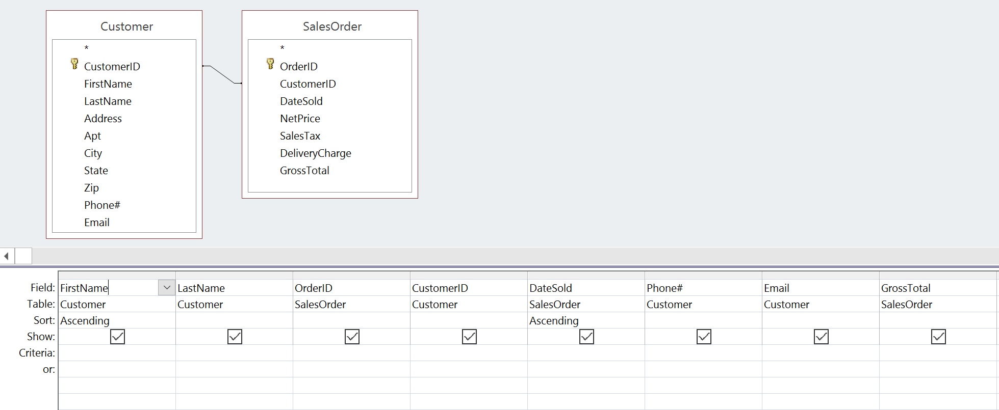 Customer
*
CustomerID
FirstName
LastName
Address
Apt
City
State
Zip
Phone#
Email
SalesOrder
*
OrderID
CustomerID
DateSold
NetPrice
SalesTax
DeliveryCharge
GrossTotal
Field: FirstName LastName OrderID CustomerID DateSold Phone# Email GrossTotal
Table: Customer Customer SalesOrder Customer SalesOrder Customer Customer SalesOrder
Sort: Ascending Ascending
Show:
Criteria:
or: